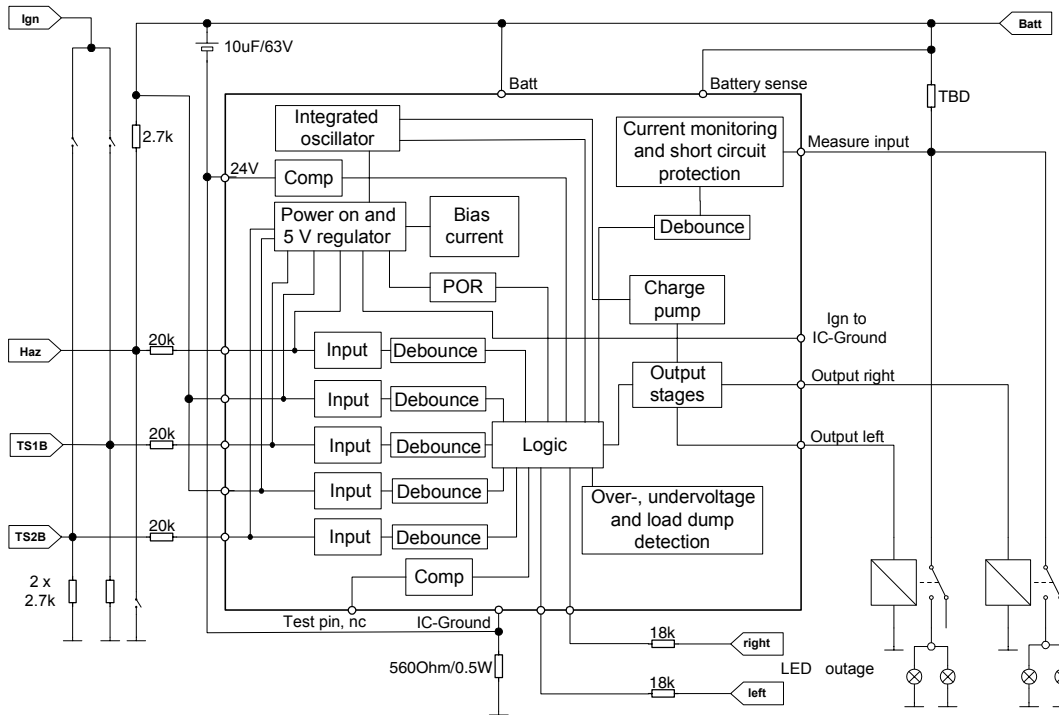 Ign
Batt
10uF/63V
Batt
Battery sense
TBD
2.7k
Integrated
oscillator
Current monitoring
and short circuit
protection
Measure input
24V
Comp
Power on and
5 V regulator
Bias
current
Debounce
POR
Charge
pump
Ign to
IC-Ground
Haz
20k
Input
Debounce
Output
stages
Output right
Input
Debounce
TS1B
20k
Input
Debounce
Logic
Output left
Input
Debounce
Over-, undervoltage
and load dump
detection
TS2B
20k
Input
Debounce
Comp
2 x
2.7k
Test pin, nc
IC-Ground
18k
right
560Ohm/0.5W
LED outage
18k
left